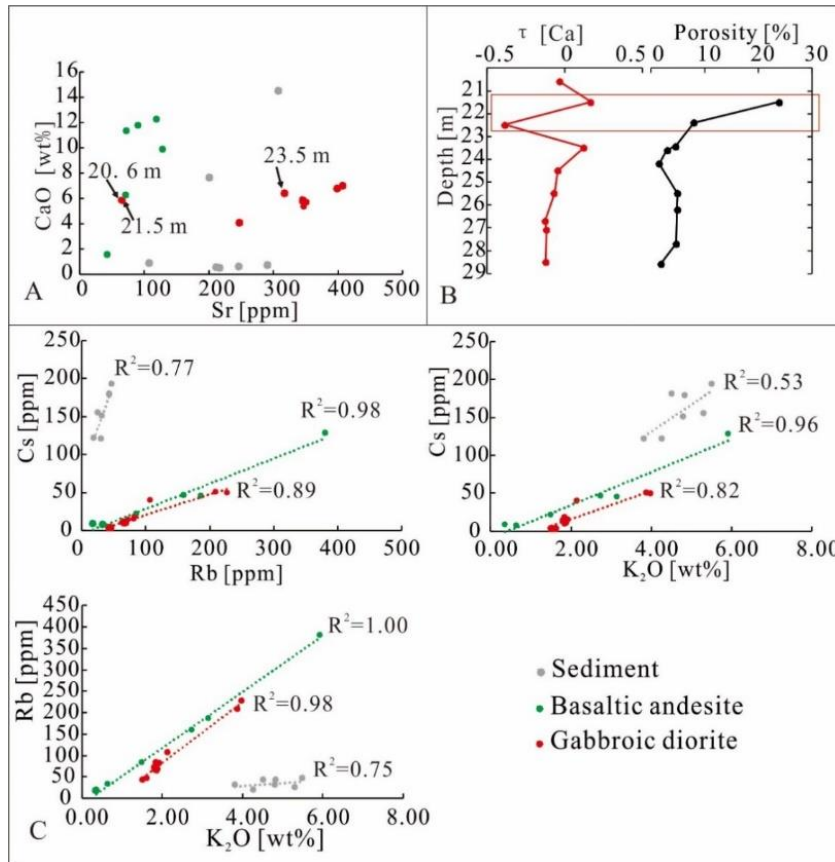 τ [Ca]
Porosity [%]
-0.5 0 0.5
0 10 20 30
CaO [wt%]
16
14
12
10
8
6
4
2
0
20. 6 m
21.5 m
23.5 m
0 100 200 300 400 500
Sr [ppm]
A
Depth [m]
21
22
23
24
25
26
27
28
29
B
Cs [ppm]
250
200
150
100
50
0
R²=0.77
R²=0.98
R²=0.89
0 100 200 300 400
Rb [ppm]
Cs [ppm]
250
200
150
100
50
0
R²=0.53
R²=0.96
R²=0.82
0.00 2.00 4.00 6.00 8.00
K₂O [wt%]
Rb [ppm]
450
400
350
300
250
200
150
100
50
0
R²=1.00
R²=0.98
R²=0.75
0.00 2.00 4.00 6.00 8.00
K₂O [wt%]
C
Sediment
Basaltic andesite
Gabbroic diorite